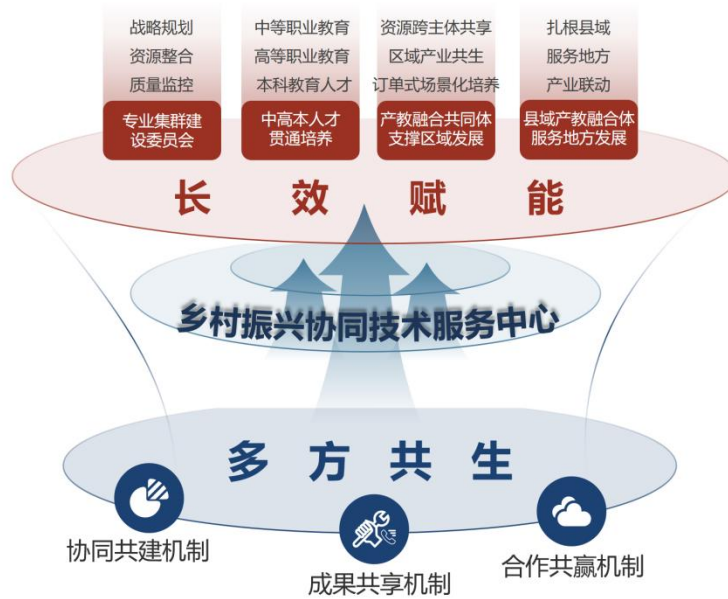 战略规划
资源整合
质量监控
专业集群建
设委员会
中等职业教育
高等职业教育
本科教育人才
中高本人才
贯通培养
资源跨主体共享
区域产业共生
订单式场景化培养
产教融合共同体
支撑区域发展
扎根县域
服务地方
产业联动
县域产教融合体
服务地方发展
长效赋能
乡村振兴协同技术服务中心
多方共生
协同共建机制
成果共享机制
合作共赢机制